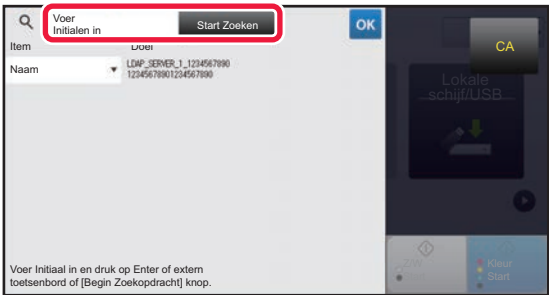 Voer
Initialen in
Start Zoeken
OK
CA
Item
Doel
Naam
LDAP_SERVER_1_1234567890
12345678901234567890
Lokale
schijf/USB
Voer Initiaal in en druk op Enter of extern
toetsenbord of [Begin Zoekopdracht] knop.
Kleur
Start